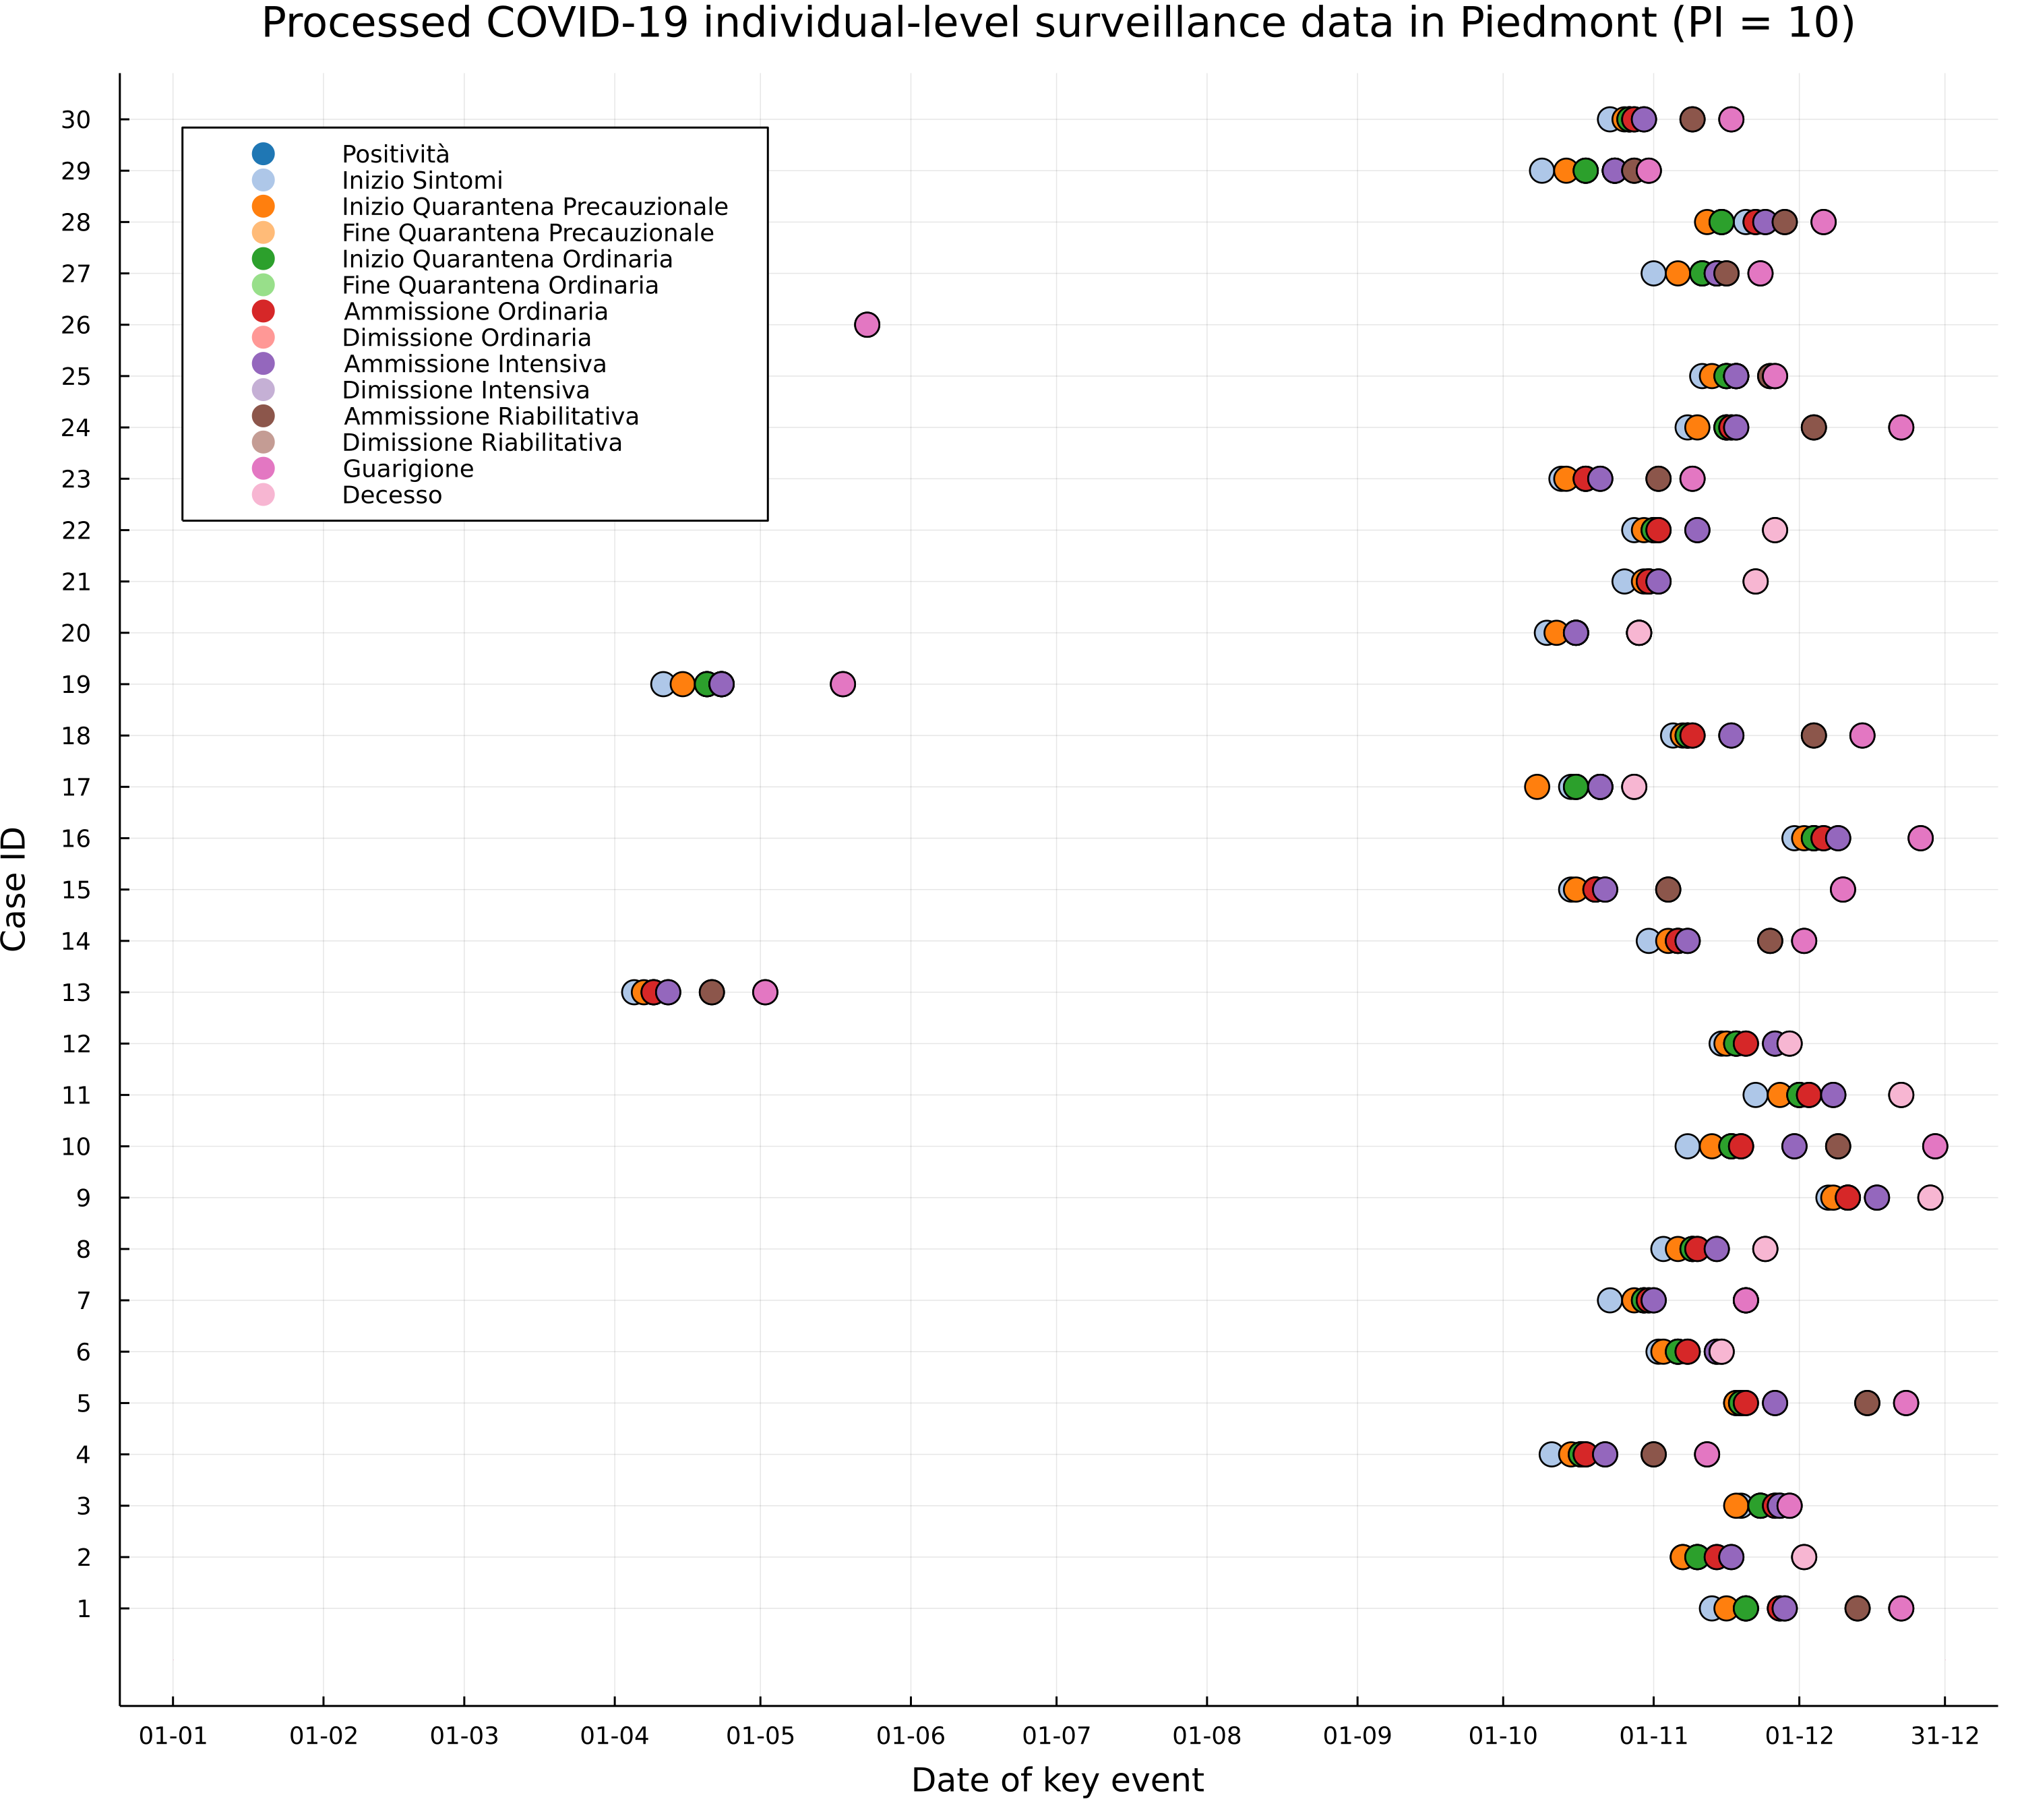 Processed COVID-19 individual-level surveillance data in Piedmont (PI = 10)
30
29
28
27
26
25
24
23
22
21
20
19
18
17
16
15
14
13
12
11
10
9
8
7
6
5
4
3
2
1
Case ID
Positività
Inizio Sintomi
Inizio Quarantena Precauzionale
Fine Quarantena Precauzionale
Inizio Quarantena Ordinaria
Fine Quarantena Ordinaria
Ammissione Ordinaria
Dimissione Ordinaria
Ammissione Intensiva
Dimissione Intensiva
Ammissione Riabilitativa
Dimissione Riabilitativa
Guarigione
Decesso
01-01 01-02 01-03 01-04 01-05 01-06 01-07 01-08 01-09 01-10 01-11 01-12 31-12
Date of key event